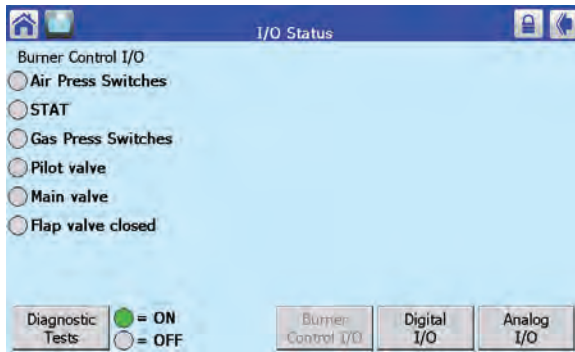 I/O Status
Burner Control I/O
Air Press Switches
STAT
Gas Press Switches
Pilot valve
Main valve
Flap valve closed
Diagnostic
Tests
= ON
= OFF
Burner
Control I/O
Digital
I/O
Analog
I/O